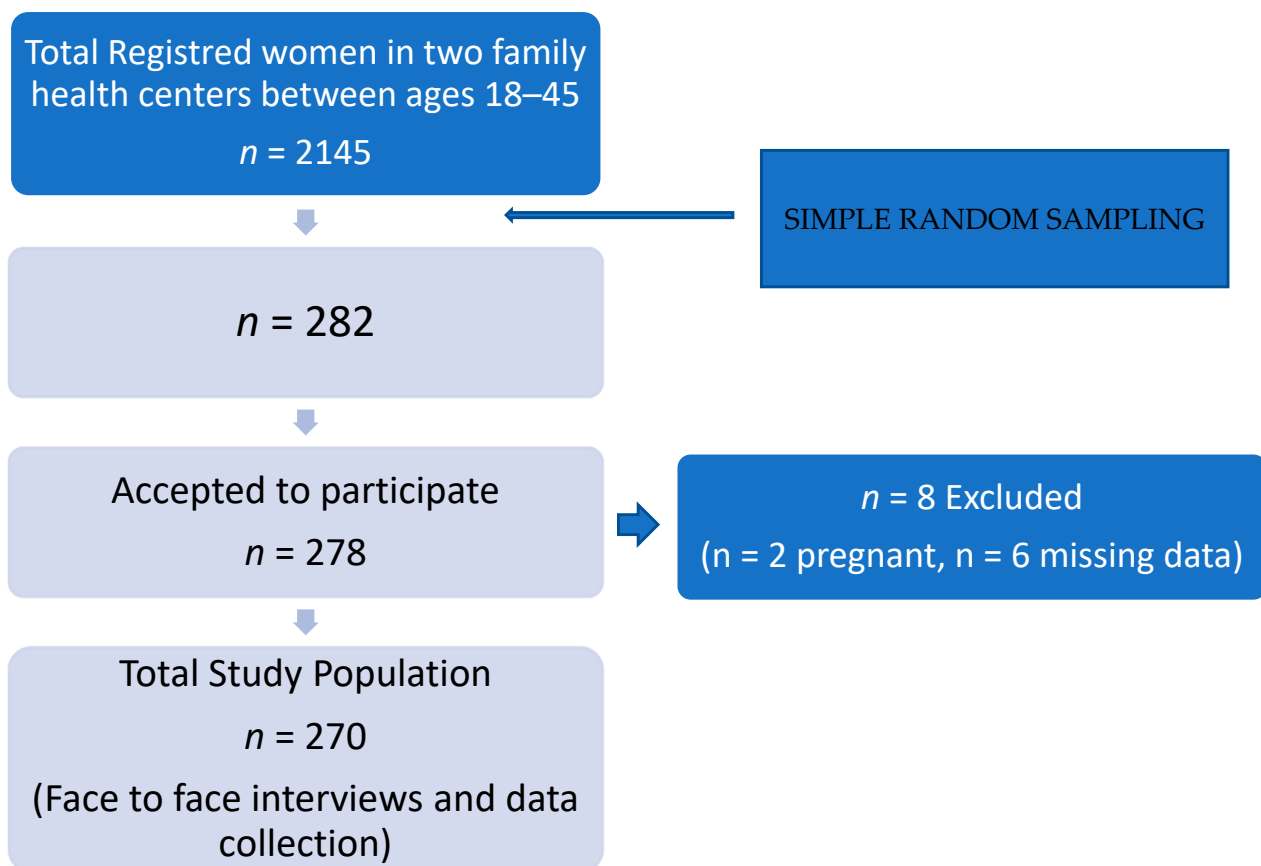 Total Registred women in two family
health centers between ages 18–45
n = 2145
SIMPLE RANDOM SAMPLING
n = 282
Accepted to participate
n = 278
n = 8 Excluded
(n = 2 pregnant, n = 6 missing data)
Total Study Population
n = 270
(Face to face interviews and data
collection)